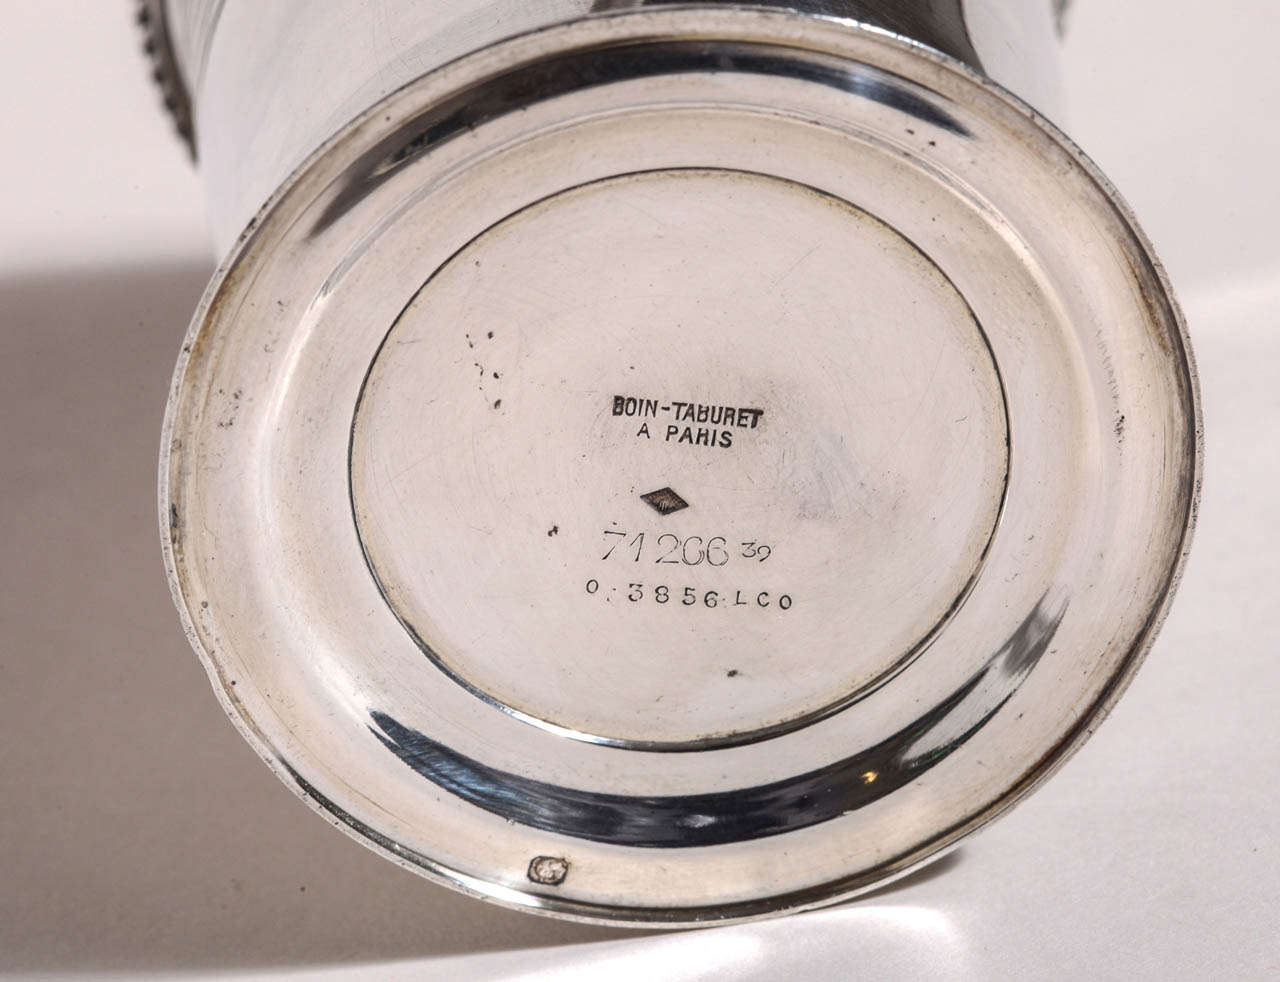 BOIN-TABURET
A PARIS
71206 39
0.3856 LCO